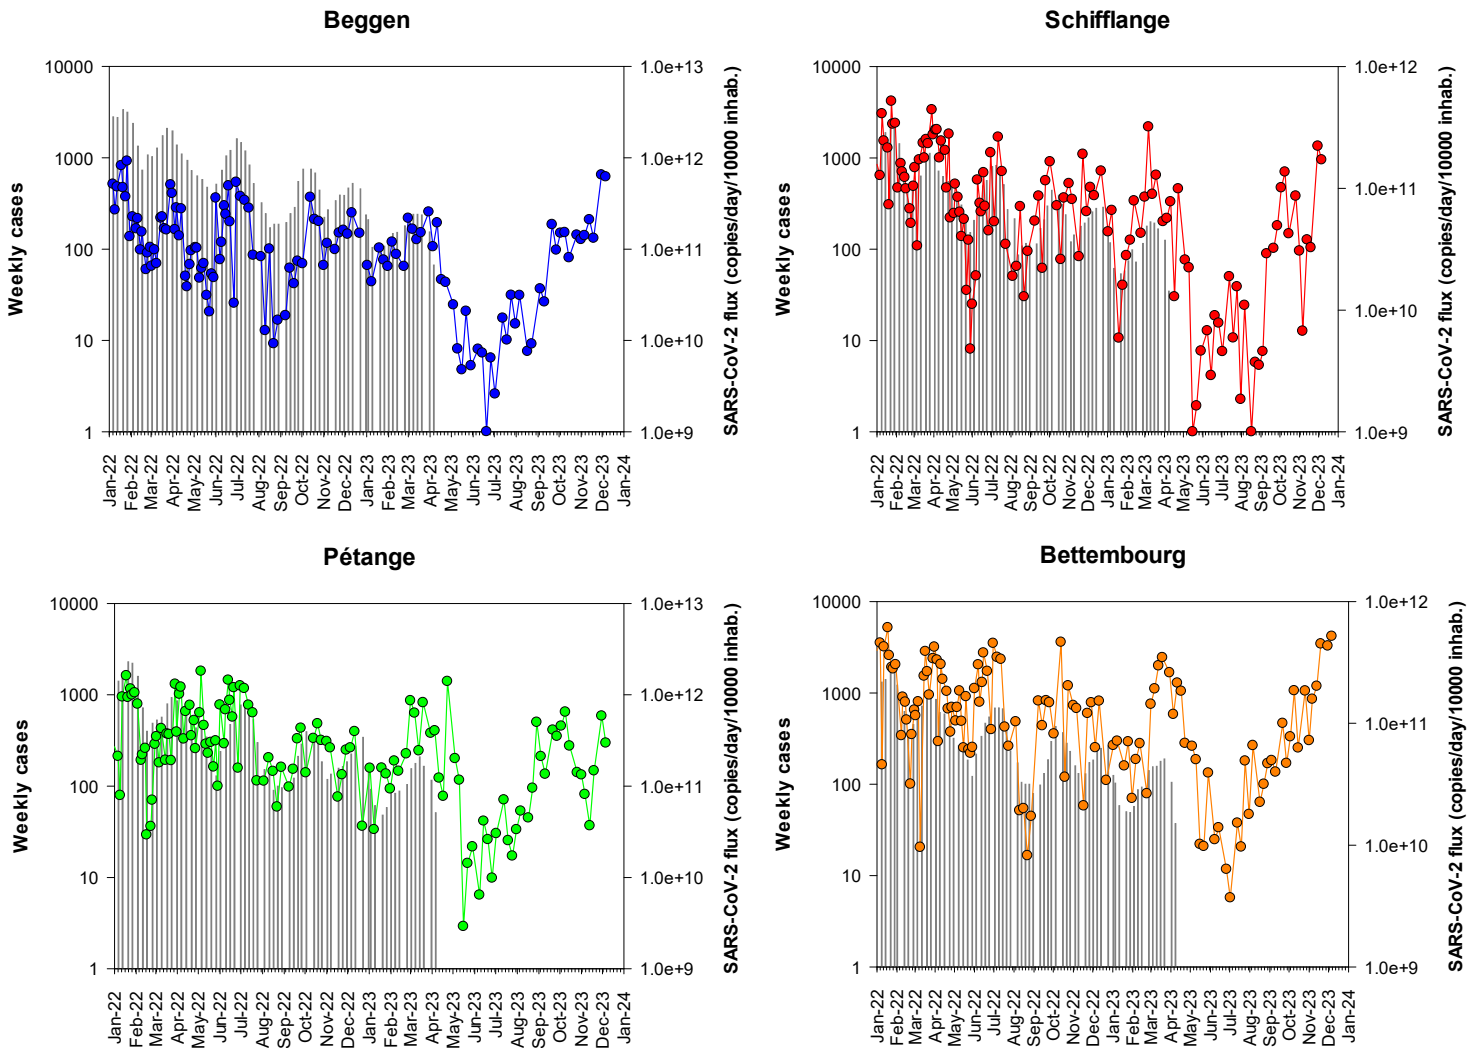 Beggen
10000
1000
100
10
1
Weekly cases
1.0e+13
1.0e+12
1.0e+11
1.0e+10
1.0e+9
SARS-CoV-2 flux (copies/day/10000 inhab.)
Jan-22
Feb-22
Mar-22
Apr-22
May-22
Jun-22
Jul-22
Aug-22
Sep-22
Oct-22
Nov-22
Dec-22
Jan-23
Feb-23
Mar-23
Apr-23
May-23
Jun-23
Jul-23
Aug-23
Sep-23
Oct-23
Nov-23
Dec-23
Jan-24
Schifflange
10000
1000
100
10
1
Weekly cases
1.0e+12
1.0e+11
1.0e+10
1.0e+9
SARS-CoV-2 flux (copies/day/10000 inhab.)
Jan-22
Feb-22
Mar-22
Apr-22
May-22
Jun-22
Jul-22
Aug-22
Sep-22
Oct-22
Nov-22
Dec-22
Jan-23
Feb-23
Mar-23
Apr-23
May-23
Jun-23
Jul-23
Aug-23
Sep-23
Oct-23
Nov-23
Dec-23
Jan-24
Pétange
10000
1000
100
10
1
Weekly cases
1.0e+13
1.0e+12
1.0e+11
1.0e+10
1.0e+9
SARS-CoV-2 flux (copies/day/10000 inhab.)
Jan-22
Feb-22
Mar-22
Apr-22
May-22
Jun-22
Jul-22
Aug-22
Sep-22
Oct-22
Nov-22
Dec-22
Jan-23
Feb-23
Mar-23
Apr-23
May-23
Jun-23
Jul-23
Aug-23
Sep-23
Oct-23
Nov-23
Dec-23
Jan-24
Bettembourg
10000
1000
100
10
1
Weekly cases
1.0e+12
1.0e+11
1.0e+10
1.0e+9
SARS-CoV-2 flux (copies/day/10000 inhab.)
Jan-22
Feb-22
Mar-22
Apr-22
May-22
Jun-22
Jul-22
Aug-22
Sep-22
Oct-22
Nov-22
Dec-22
Jan-23
Feb-23
Mar-23
Apr-23
May-23
Jun-23
Jul-23
Aug-23
Sep-23
Oct-23
Nov-23
Dec-23
Jan-24